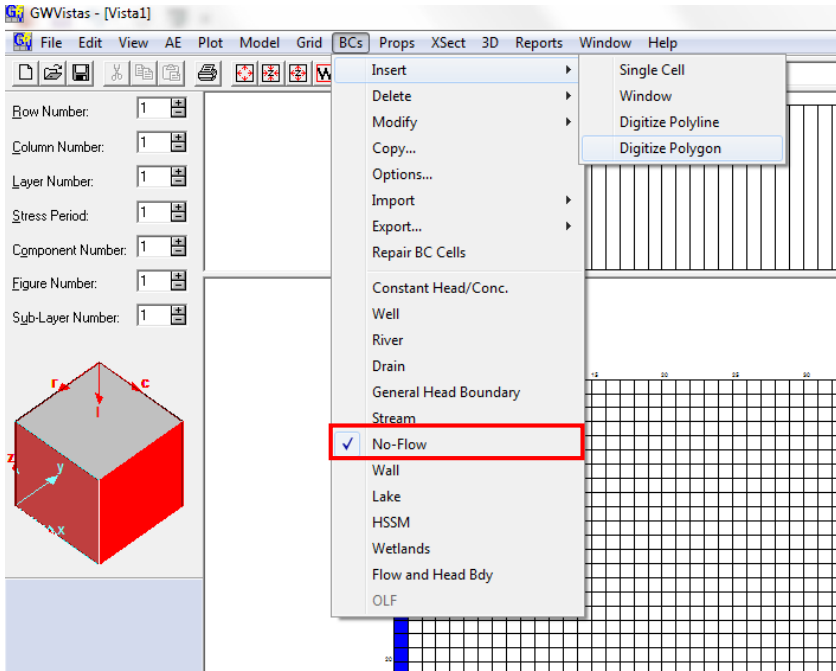 GWVistas - [Vista1]
File Edit View AE Plot Model Grid BCs Props XSect 3D Reports Window Help
Row Number: 1
Column Number: 1
Layer Number: 1
Stress Period: 1
Component Number: 1
Figure Number: 1
Sub-Layer Number: 1
r
c
l
z
y
x
Insert
Delete
Modify
Copy...
Options...
Import
Export...
Repair BC Cells
Constant Head/Conc.
Well
River
Drain
General Head Boundary
Stream
No-Flow
Wall
Lake
HSSM
Wetlands
Flow and Head Bdy
OLF
Single Cell
Window
Digitize Polyline
Digitize Polygon
15 20 25 30
20